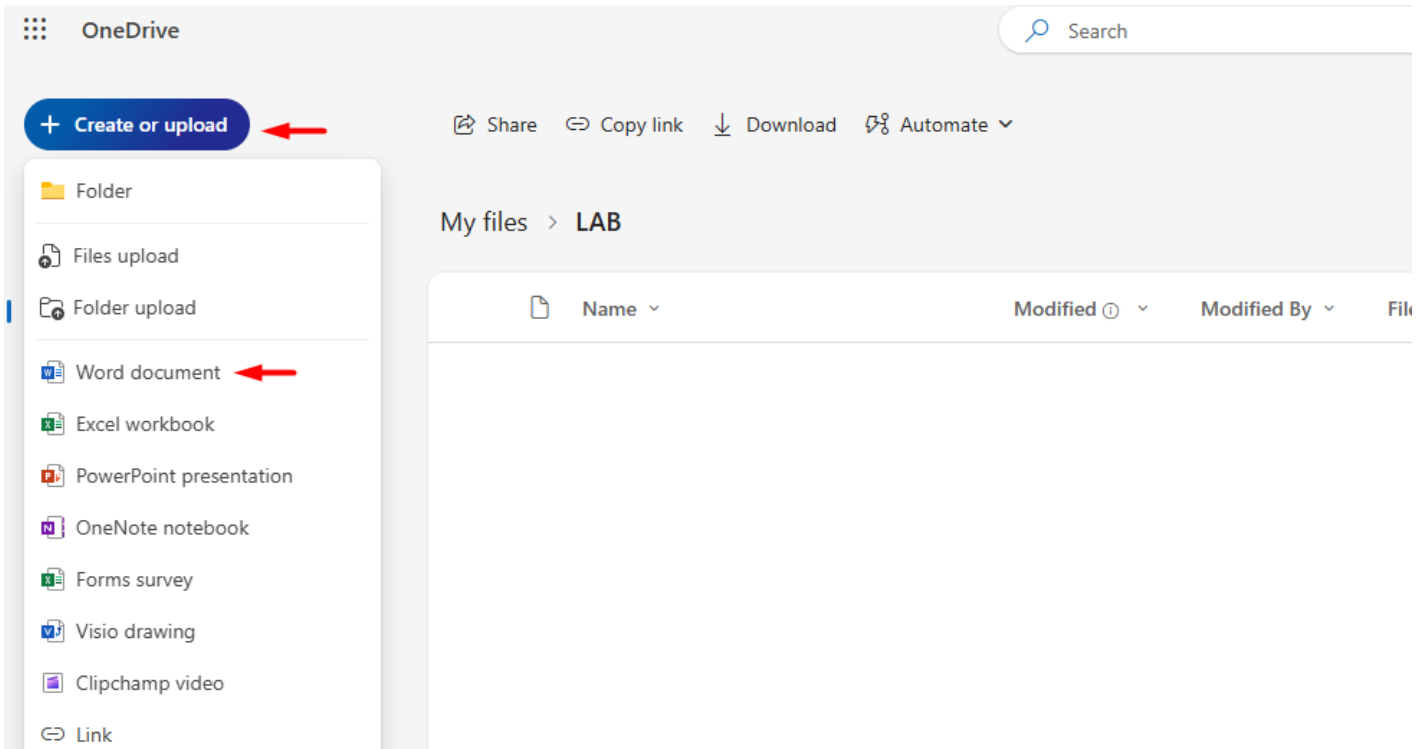 OneDrive
Search
+ Create or upload
Share Copy link Download Automate
Folder
Files upload
Folder upload
Word document
Excel workbook
PowerPoint presentation
OneNote notebook
Forms survey
Visio drawing
Clipchamp video
Link
My files > LAB
Name Modified Modified By File